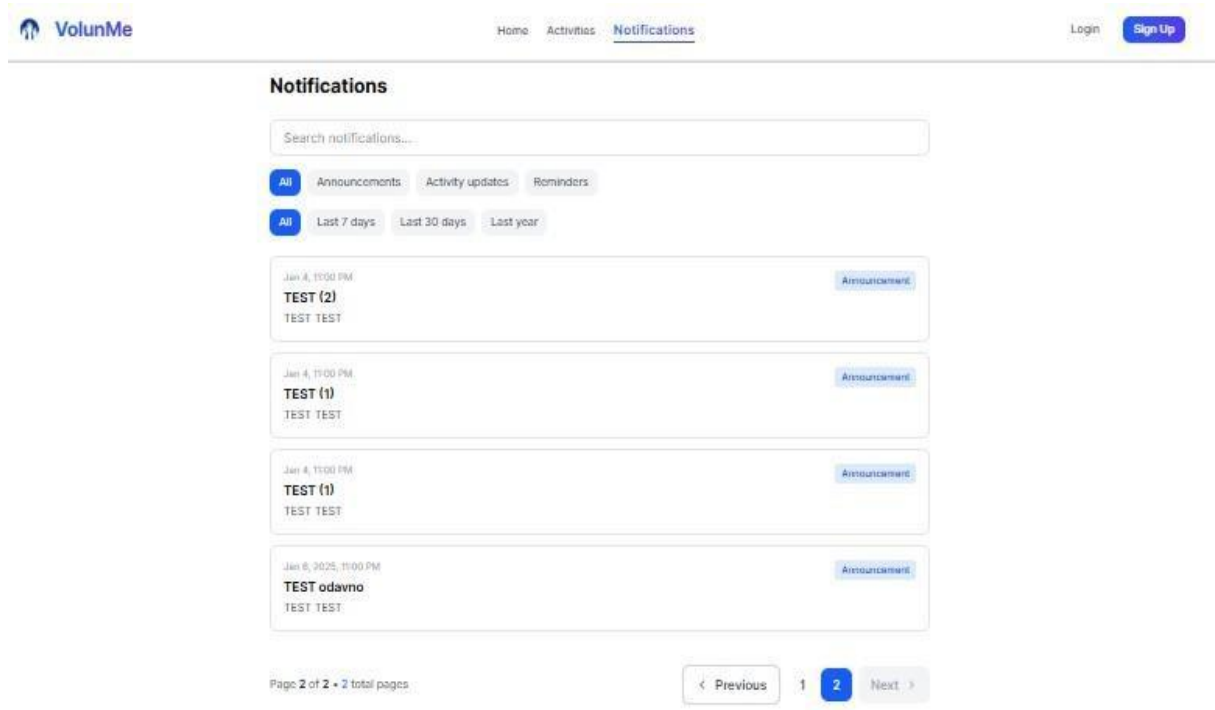 VolunMe
Home Activities Notifications
Login Sign Up
Notifications
Search notifications...
All Announcements Activity updates Reminders
All Last 7 days Last 30 days Last year
Jan 4, 11:00 PM
Announcement
TEST (2)
TEST TEST
Jan 4, 11:00 PM
Announcement
TEST (1)
TEST TEST
Jan 4, 11:00 PM
Announcement
TEST (1)
TEST TEST
Jan 6, 2025, 11:00 PM
Announcement
TEST odavno
TEST TEST
Page 2 of 2 • 2 total pages
< Previous 1 2 Next >